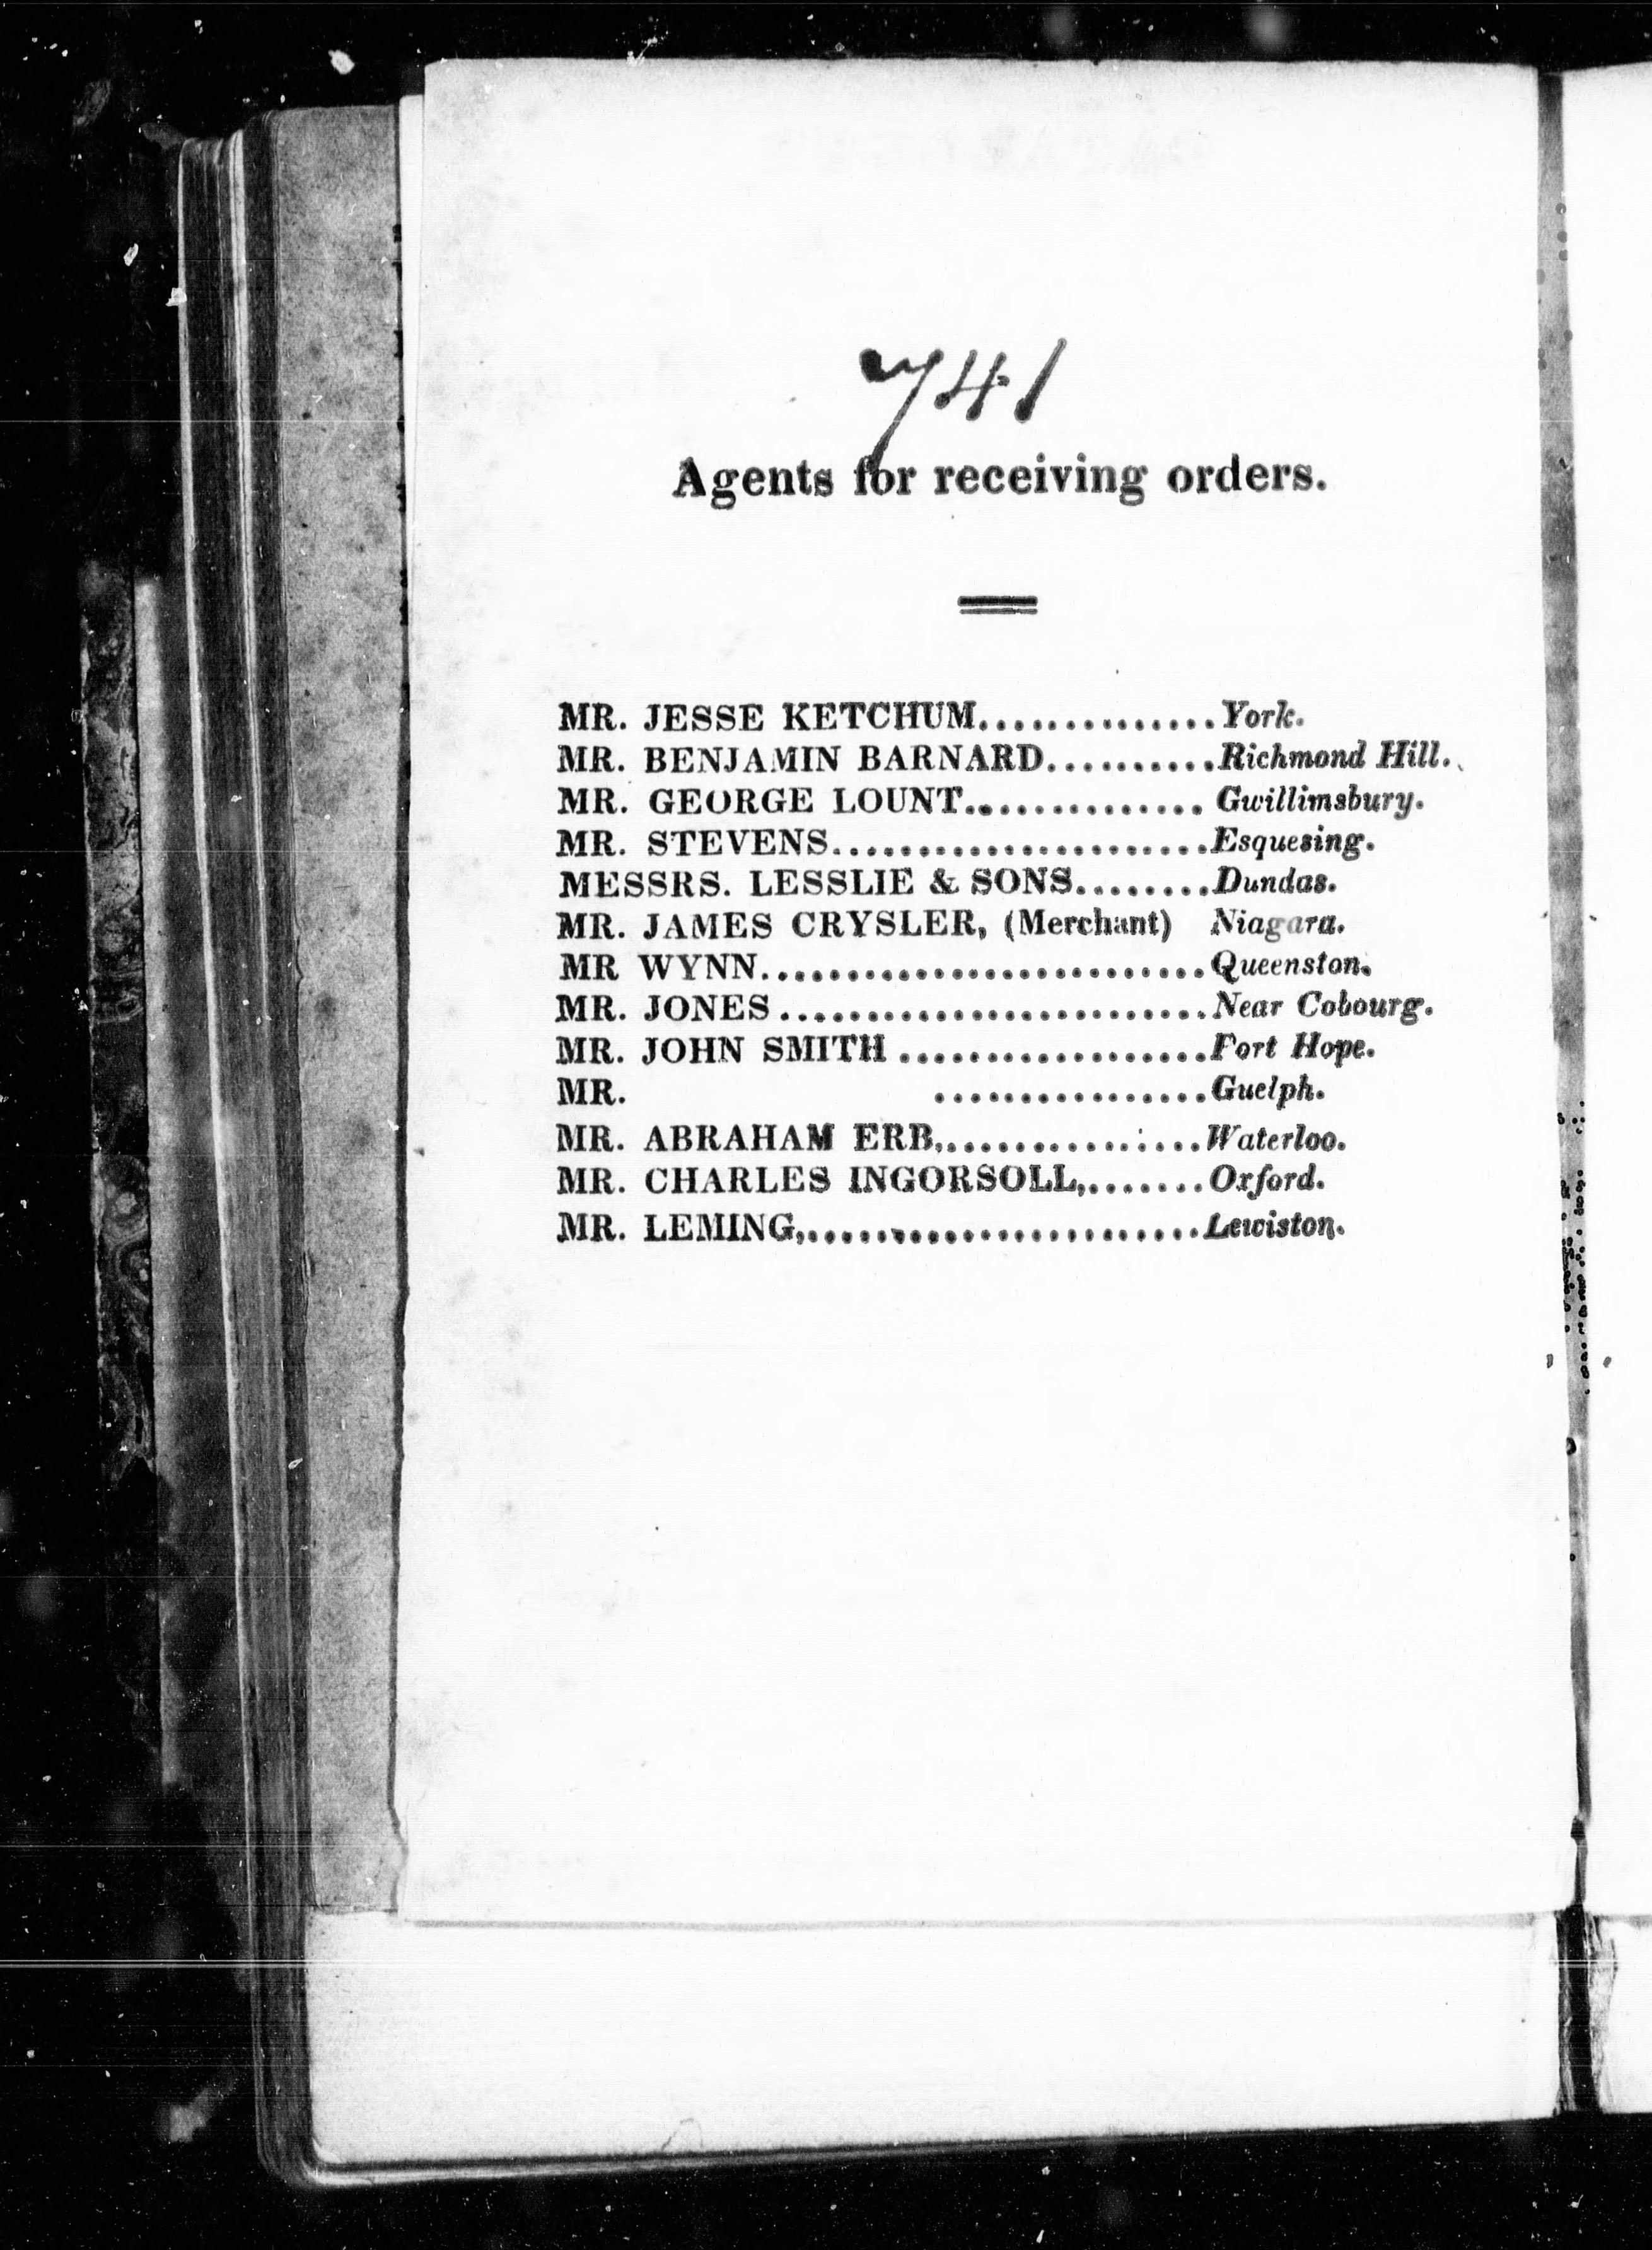 741
Agents for receiving orders.
MR. JESSE KETCHUM..............York.
MR. BENJAMIN BARNARD..........Richmond Hill.
MR. GEORGE LOUNT..............Gwillimsbury.
MR. STEVENS......................Esquesing.
MESSRS. LESSLIE & SONS........Dundas.
MR. JAMES CRYSLER, (Merchant) Niagara.
MR WYNN..........................Queenston.
MR. JONES.........................Near Cobourg.
MR. JOHN SMITH..................Port Hope.
MR. ................Guelph.
MR. ABRAHAM ERB,...............Waterloo.
MR. CHARLES INGORSOLL,.......Oxford.
MR. LEMING,.......................Lewiston.